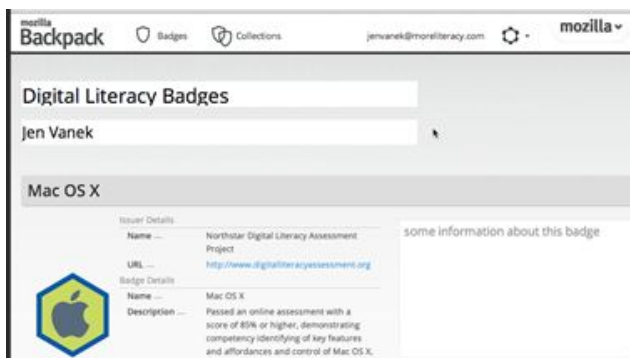 mozilla
Backpack
Badges
Collections
jenvanek@moreliteracy.com
mozilla
Digital Literacy Badges
Jen Vanek
Mac OS X
Issuer Details
Name ...
Northstar Digital Literacy Assessment
Project
URL ...
http://www.digitalliteracyassessment.org
some information about this badge
Badge Details
Name ...
Mac OS X
Description ...
Passed an online assessment with a
score of 85% or higher, demonstrating
competency identifying of key features
and affordances and control of Mac OS X.